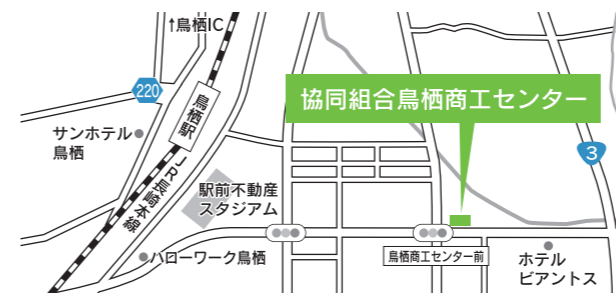 ↑鳥栖IC
220
鳥栖駅
協同組合鳥栖商工センター
サンホテル
鳥栖
3
JR長崎本線
駅前不動産
スタジアム
ハローワーク鳥栖
鳥栖商工センター前
ホテル
ビアントス